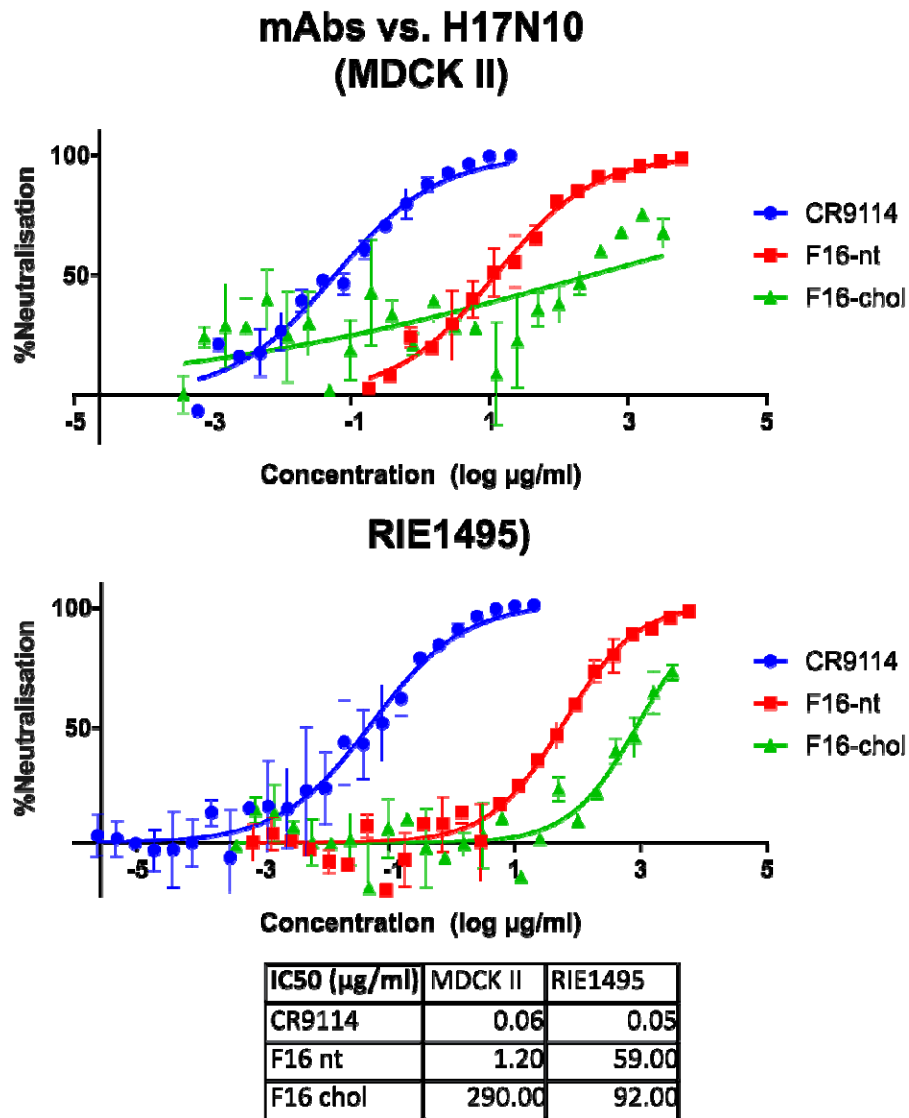 mAbs vs. H17N10
(MDCK II)
%Neutralisation
100
50
-5 -3 -1 1 3 5
Concentration (log µg/ml)
CR9114
F16-nt
F16-chol
RIE1495)
%Neutralisation
100
50
-5 -3 -1 1 3 5
Concentration (log µg/ml)
CR9114
F16-nt
F16-chol
IC50 (µg/ml) MDCK II RIE1495
CR9114 0.06 0.05
F16 nt 1.20 59.00
F16 chol 290.00 92.00